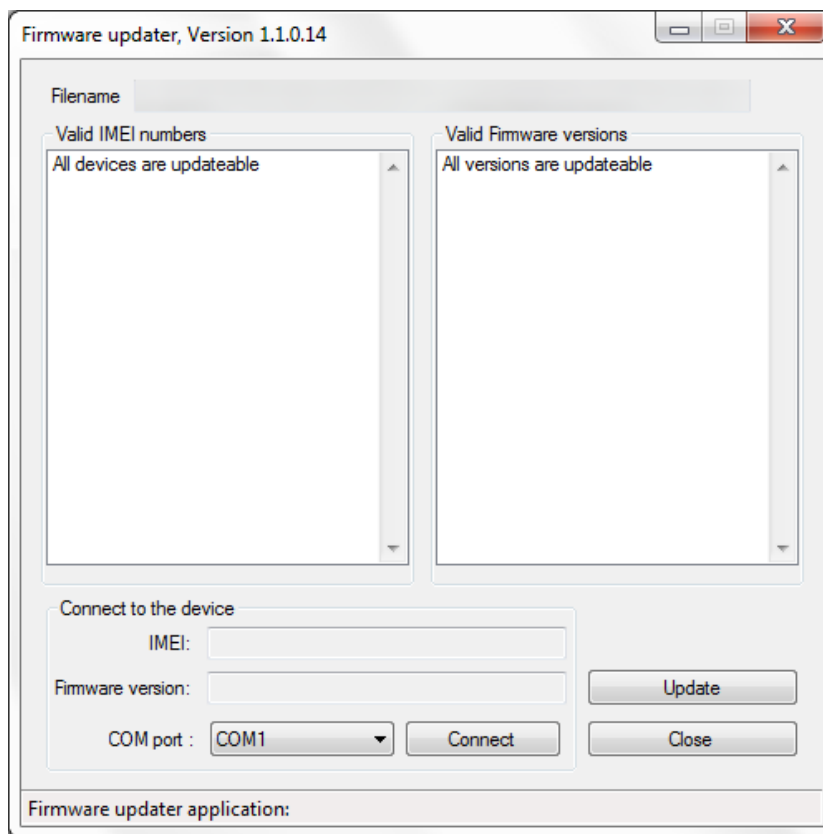 Firmware updater, Version 1.1.0.14
Filename
Valid IMEI numbers
All devices are updateable
Valid Firmware versions
All versions are updateable
Connect to the device
IMEI:
Firmware version:
COM port : COM1 Connect
Update
Close
Firmware updater application: